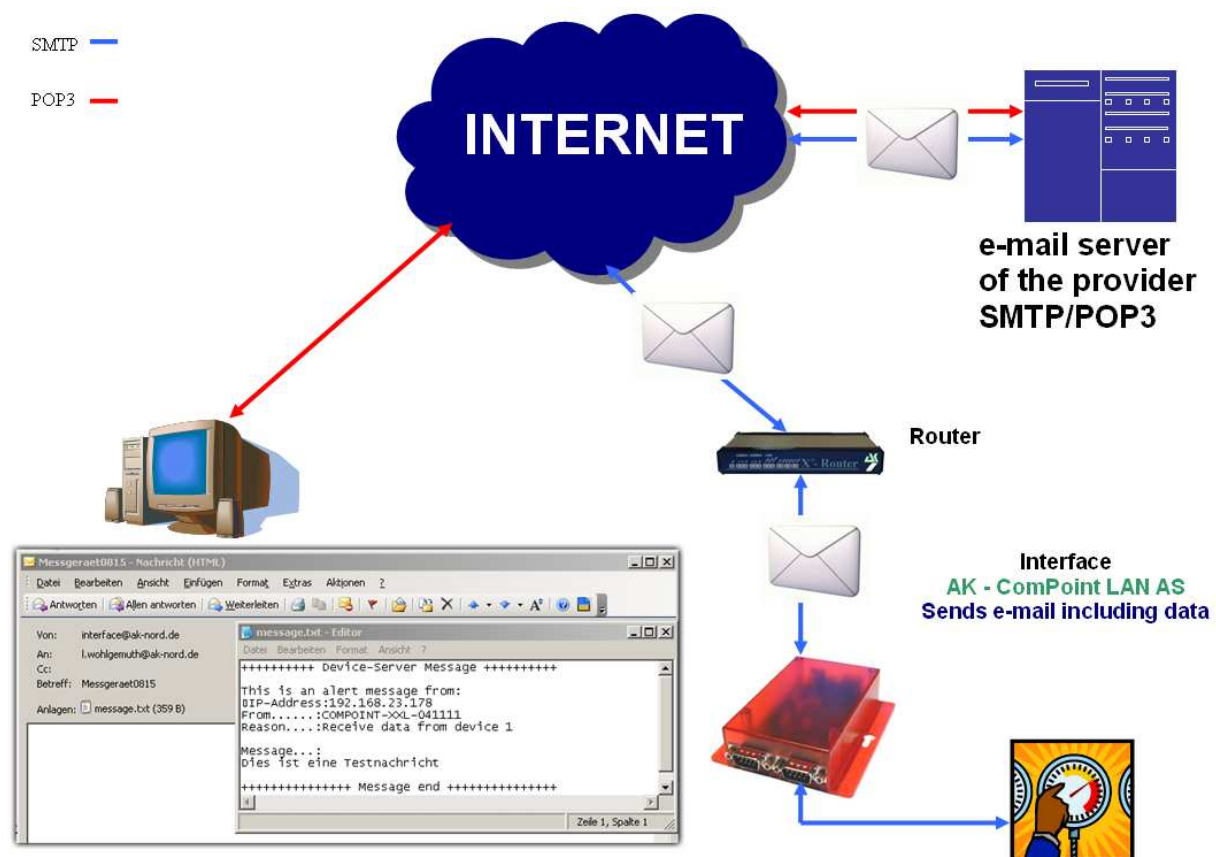 SMTP
POP3
INTERNET
e-mail server
of the provider
SMTP/POP3
Router
X - Router
Interface
AK - ComPoint LAN AS
Sends e-mail including data
Messgeraet0815 - Nachricht (HTML)
Datei Bearbeiten Ansicht Einfügen Format Extras Aktionen ?
Antworten Allen antworten Weiterleiten
Von: interface@ak-nord.de
An: l.wohlgemuth@ak-nord.de
Cc:
Betreff: Messgeraet0815
Anlagen: message.txt (359 B)
message.txt - Editor
Datei Bearbeiten Format Ansicht ?
++++++++++ Device-Server Message ++++++++++
This is an alert message from:
IP-Address:192.168.23.178
From......:COMPOINT-XXL-041111
Reason....:Receive data from device 1
Message...:
Dies ist eine Testnachricht
+++++++++++++++ Message end +++++++++++++++
Zeile 1, Spalte 1